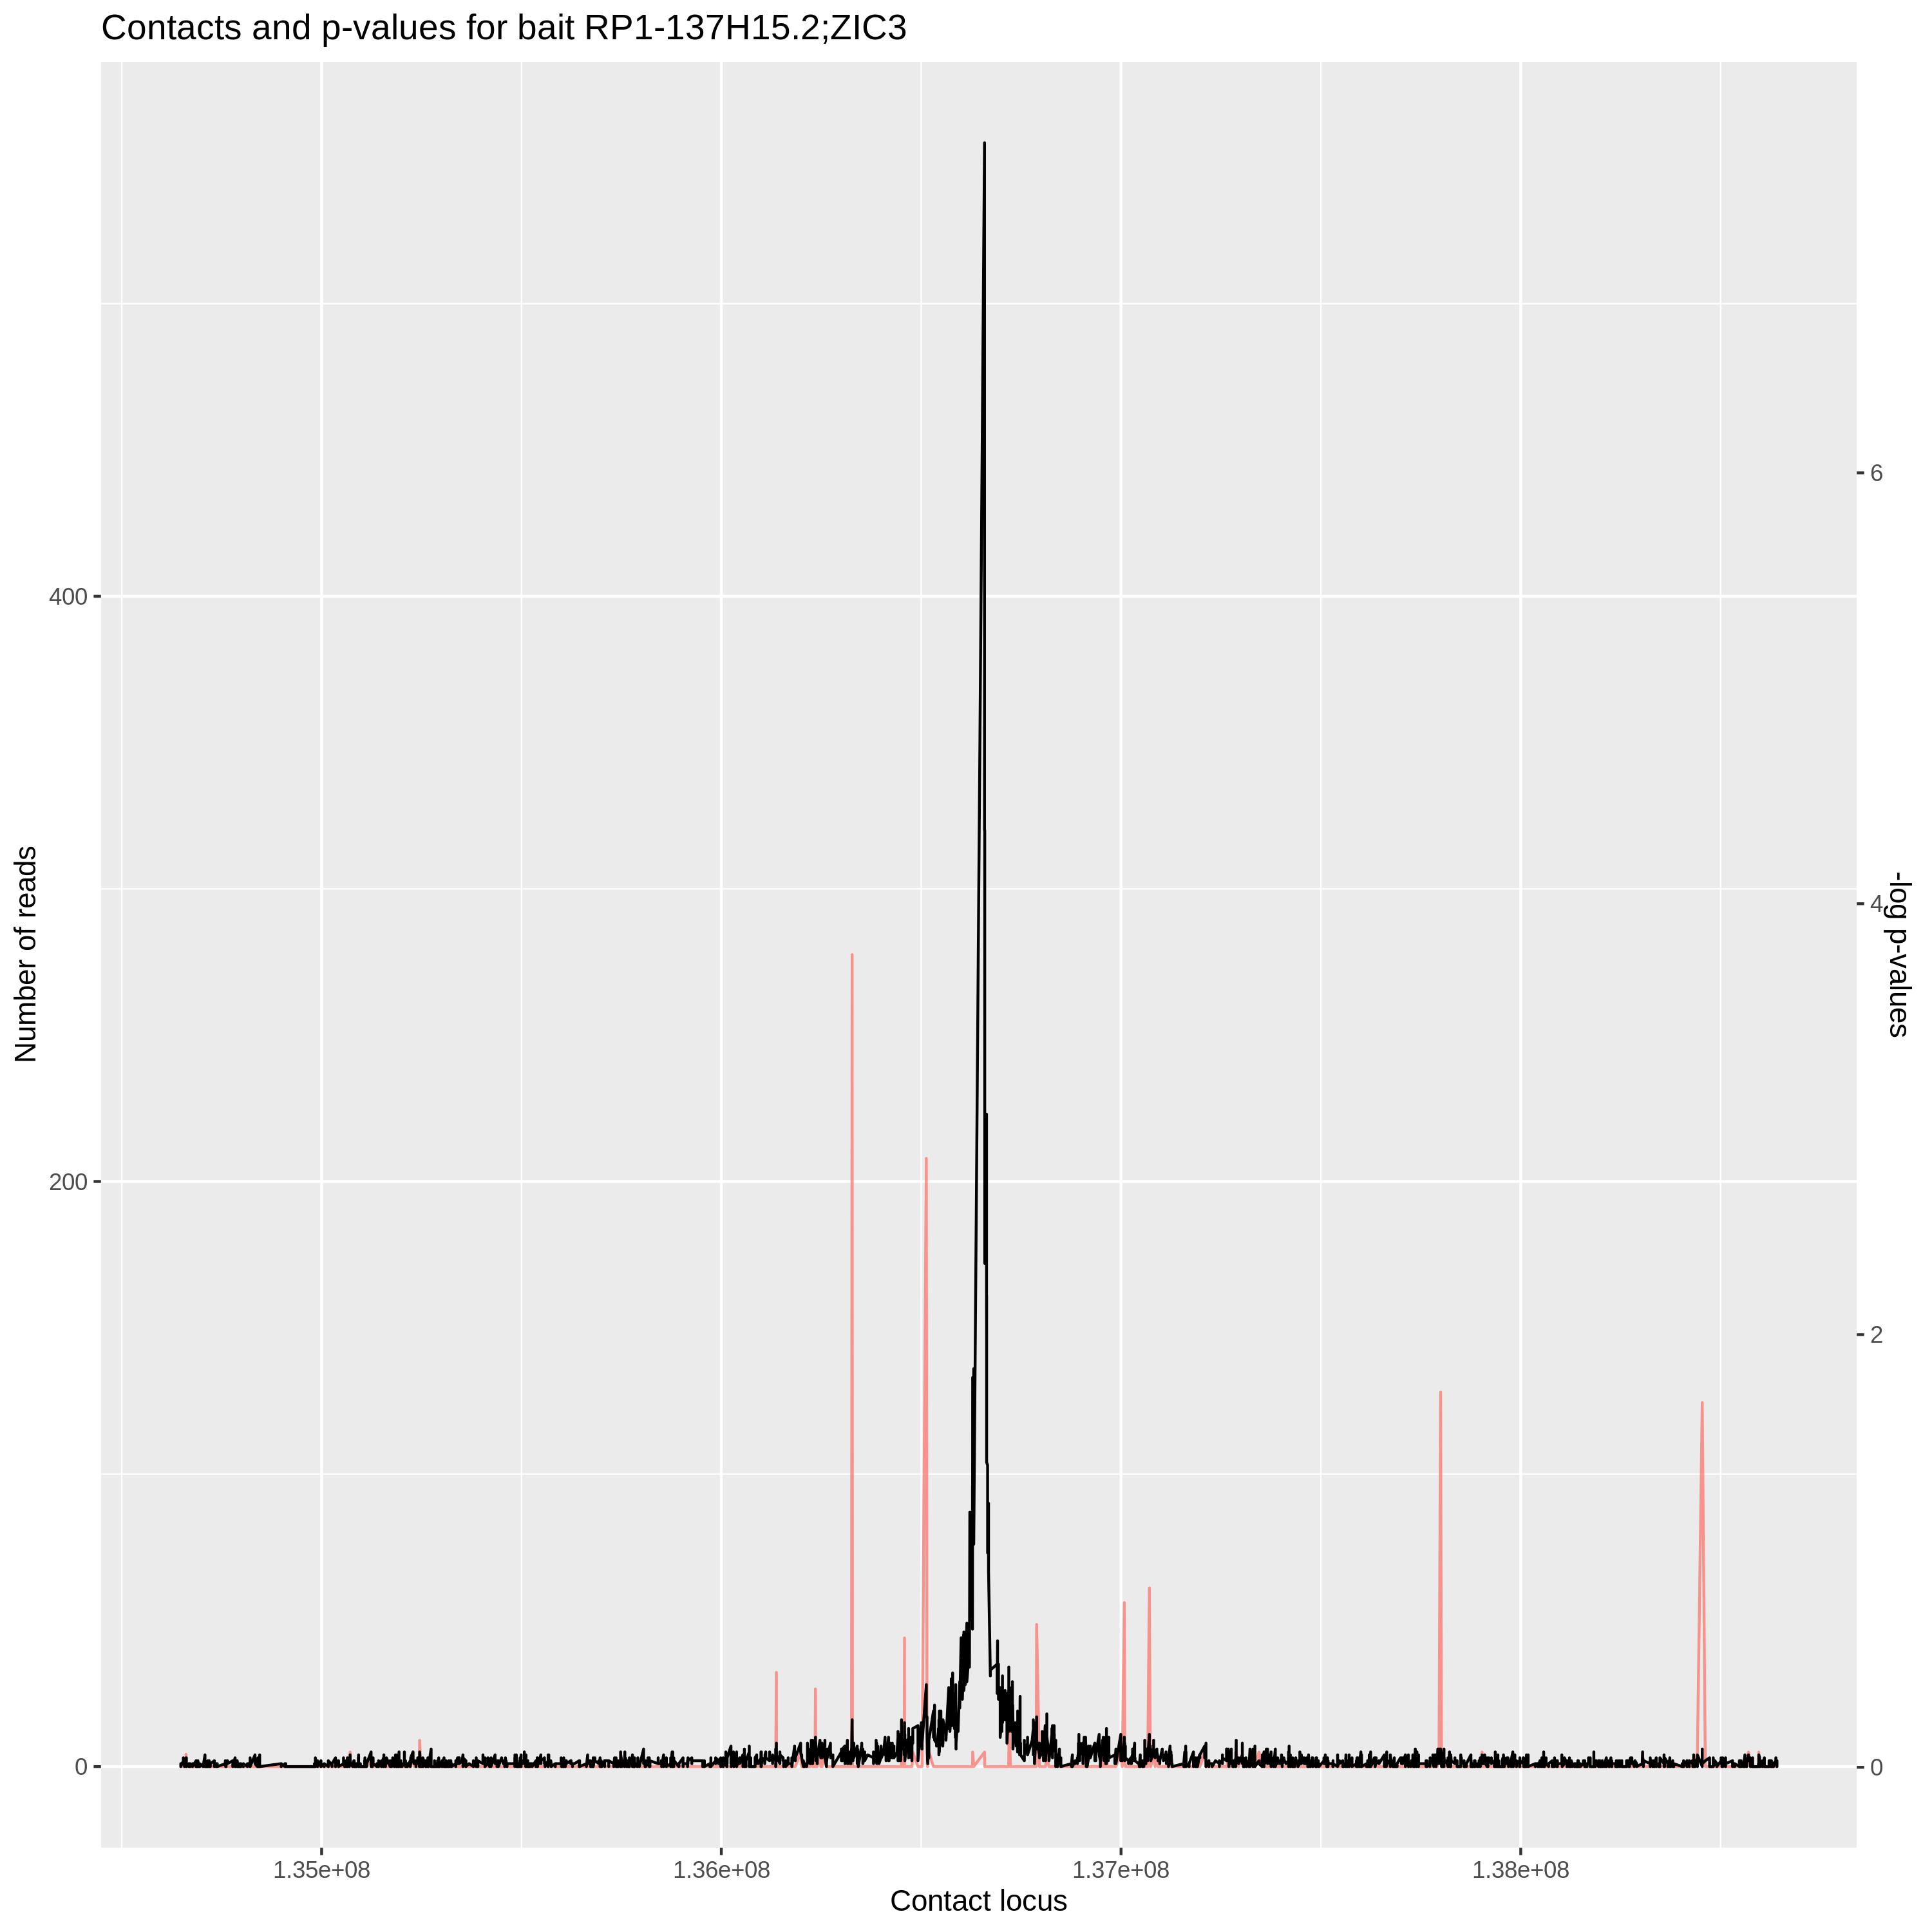 Contacts and p-values for bait RP1-137H15.2;ZIC3
Number of reads
400
200
0
6
4
2
0
-log p-values
1.35e+08
1.36e+08
1.37e+08
1.38e+08
Contact locus